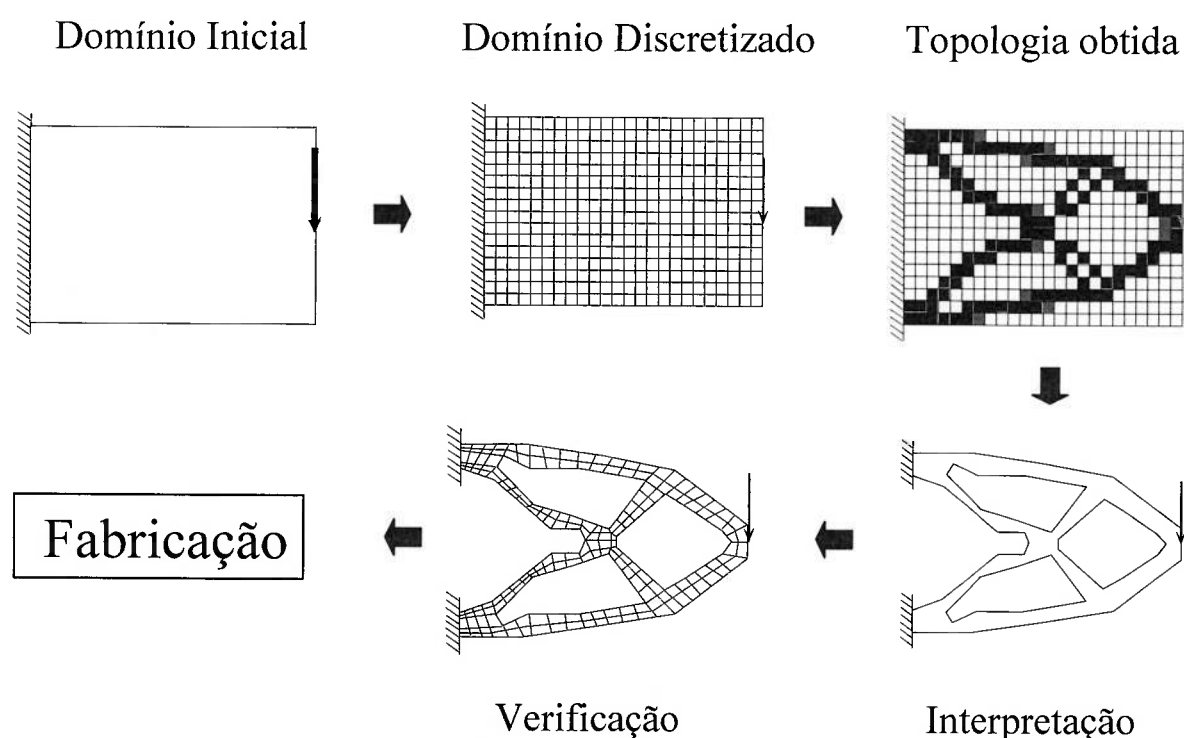 Domínio Inicial
Domínio Discretizado
Topologia obtida
Fabricação
Verificação
Interpretação